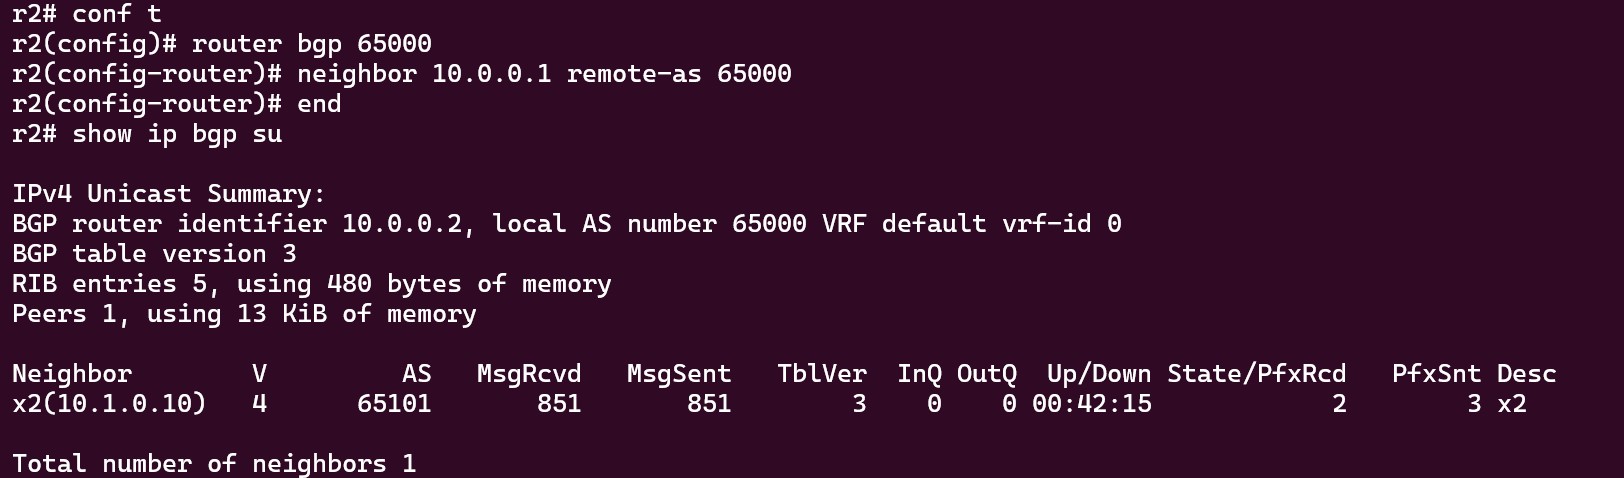 r2# conf t
r2(config)# router bgp 65000
r2(config-router)# neighbor 10.0.0.1 remote-as 65000
r2(config-router)# end
r2# show ip bgp su

IPv4 Unicast Summary:
BGP router identifier 10.0.0.2, local AS number 65000 VRF default vrf-id 0
BGP table version 3
RIB entries 5, using 480 bytes of memory
Peers 1, using 13 KiB of memory

Neighbor        V         AS   MsgRcvd   MsgSent   TblVer  InQ OutQ  Up/Down State/PfxRcd   PfxSnt Desc
x2(10.1.0.10)   4      65101       851       851        3    0    0 00:42:15            2        3 x2

Total number of neighbors 1